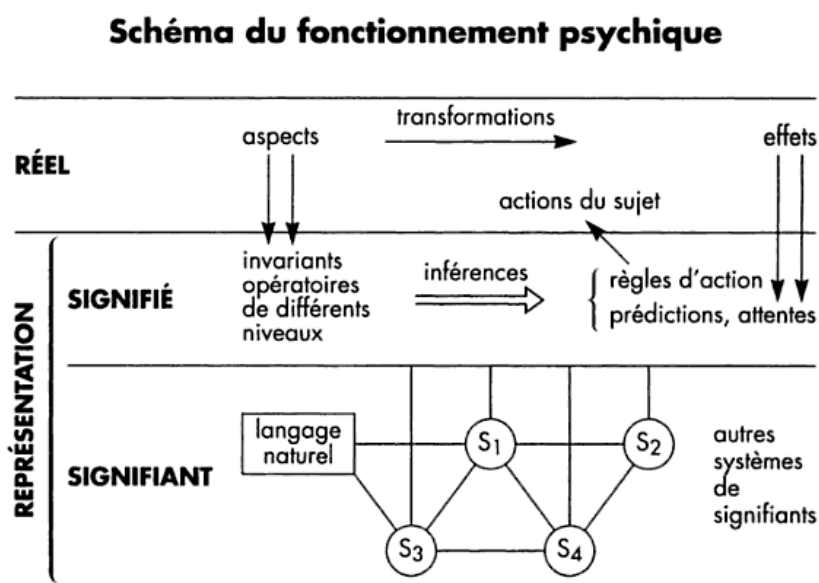 Schéma du fonctionnement psychique
transformations
aspects
effets
RÉEL
actions du sujet
invariants
opératoires
de différents
niveaux
inférences
règles d'action
prédictions, attentes
SIGNIFIÉ
REPRÉSENTATION
SIGNIFIANT
langage
naturel
S1
S2
S3
S4
autres
systèmes
de
signifiants